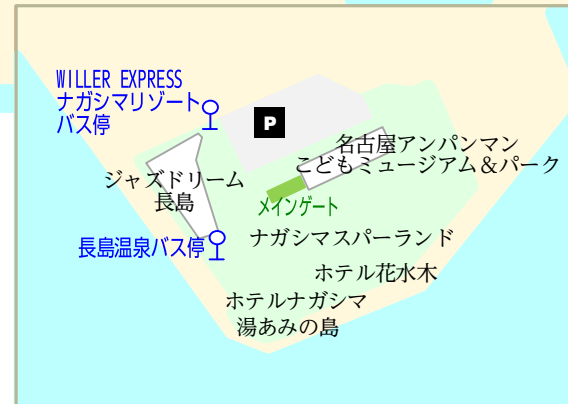 WILLER EXPRESS
ナガシマリゾート
バス停
P
名古屋アンパンマン
こどもミュージアム＆パーク
ジャズドリーム
長島
メインゲート
長島温泉バス停
ナガシマスパーランド
ホテル花水木
ホテルナガシマ
湯あみの島